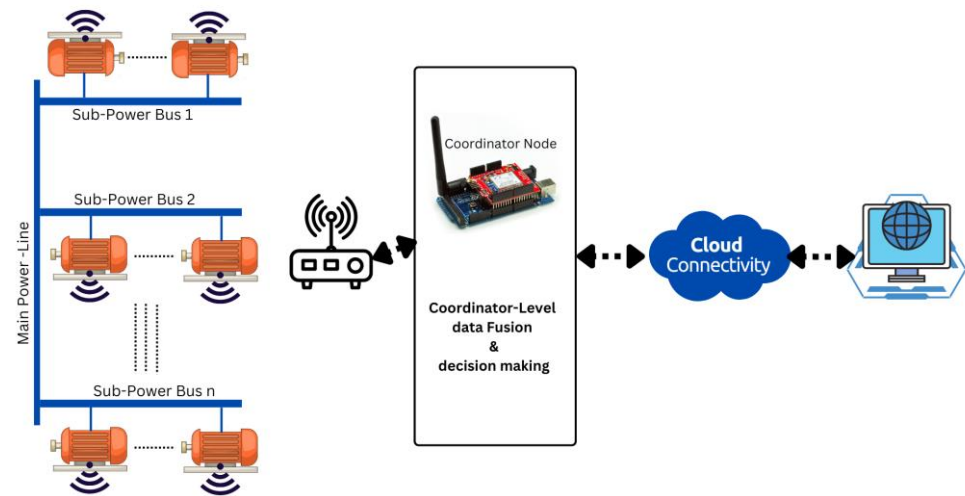 Sub-Power Bus 1
Main Power -Line
Sub-Power Bus 2
Sub-Power Bus n
Coordinator Node
Coordinator-Level
data Fusion
&
decision making
Cloud
Connectivity